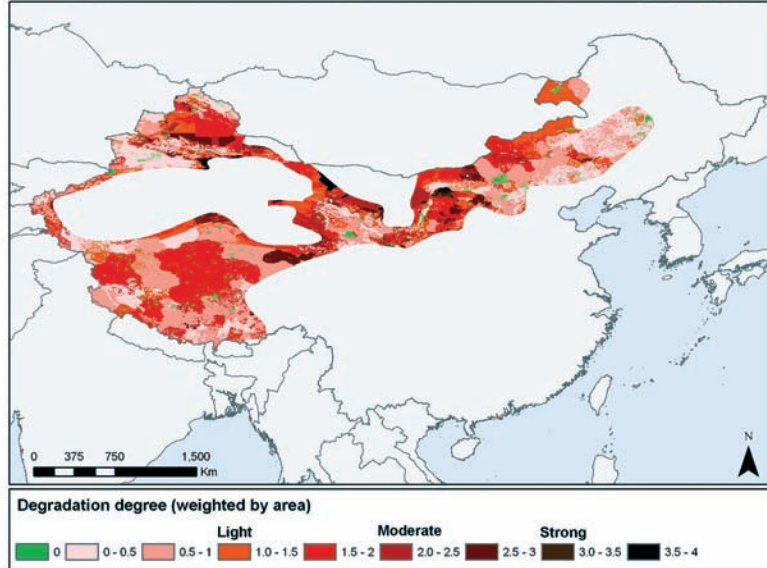 N
0 375 750 1,500
Km
Degradation degree (weighted by area)
Light Moderate Strong
0 0 - 0.5 0.5 - 1 1.0 - 1.5 1.5 - 2 2.0 - 2.5 2.5 - 3 3.0 - 3.5 3.5 - 4